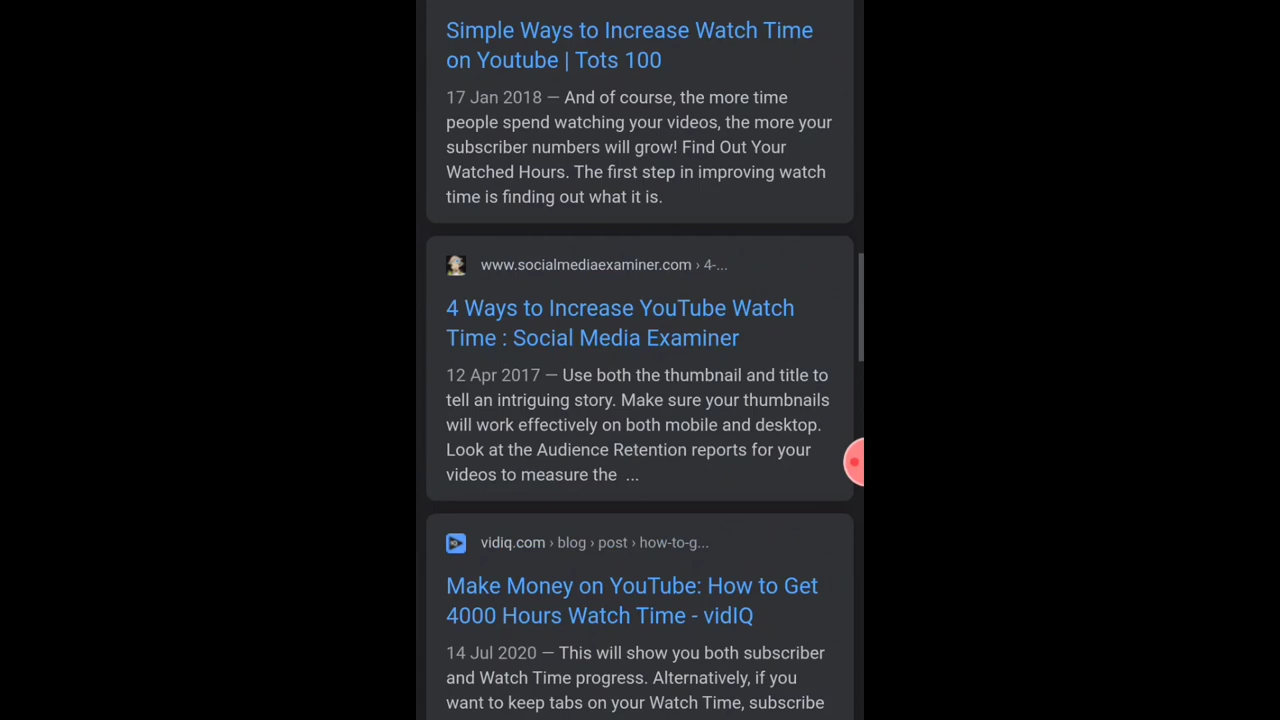 Simple Ways to Increase Watch Time
on Youtube | Tots 100
17 Jan 2018 — And of course, the more time
people spend watching your videos, the more your
subscriber numbers will grow! Find Out Your
Watched Hours. The first step in improving watch
time is finding out what it is.
www.socialmediaexaminer.com › 4-...
4 Ways to Increase YouTube Watch
Time : Social Media Examiner
12 Apr 2017 — Use both the thumbnail and title to
tell an intriguing story. Make sure your thumbnails
will work effectively on both mobile and desktop.
Look at the Audience Retention reports for your
videos to measure the ...
vidiq.com › blog › post › how-to-g...
Make Money on YouTube: How to Get
4000 Hours Watch Time - vidIQ
14 Jul 2020 — This will show you both subscriber
and Watch Time progress. Alternatively, if you
want to keep tabs on your Watch Time, subscribe